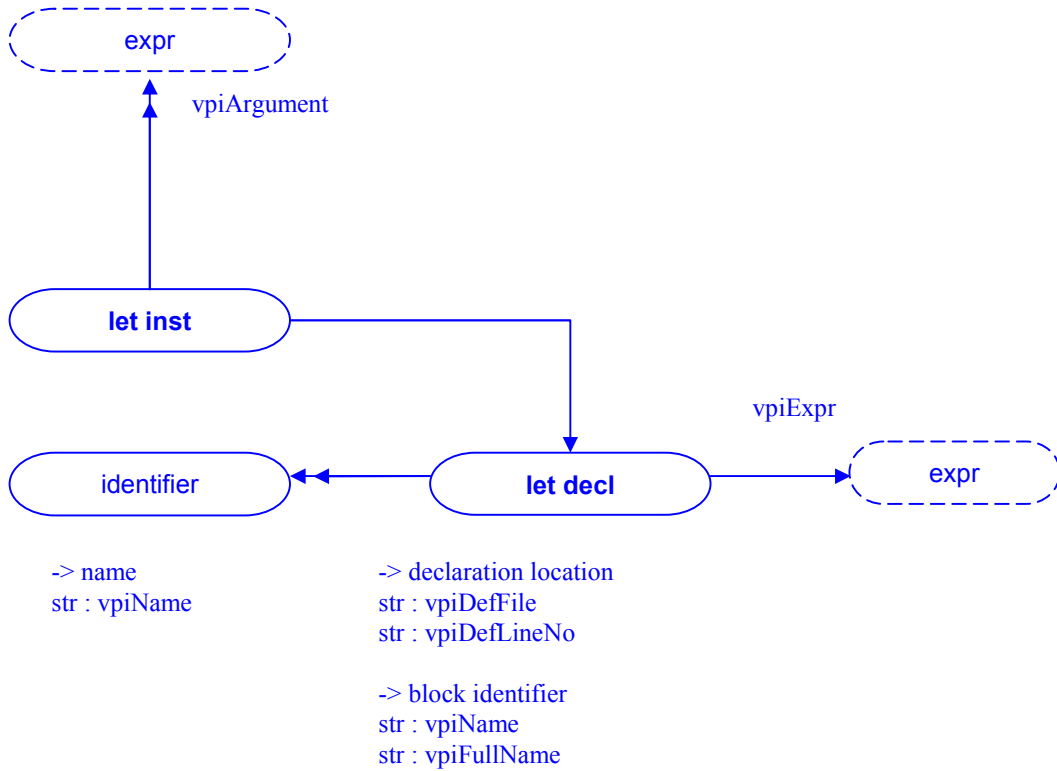 expr
vpiArgument
let inst
vpiExpr
identifier
let decl
expr
-> name
str : vpiName
-> declaration location
str : vpiDefFile
str : vpiDefLineNo
-> block identifier
str : vpiName
str : vpiFullName